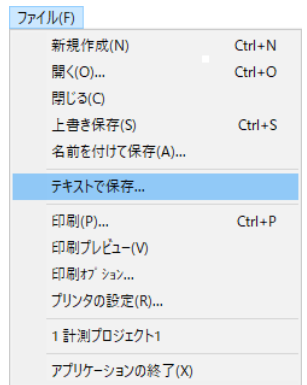 ファイル(F)
新規作成(N) Ctrl+N
開く(O)... Ctrl+O
閉じる(C)
上書き保存(S) Ctrl+S
名前を付けて保存(A)...
テキストで保存...
印刷(P)... Ctrl+P
印刷プレビュー(V)
印刷ｵﾌﾟｼｮﾝ...
プリンタの設定(R)...
1 計測プロジェクト1
アプリケーションの終了(X)